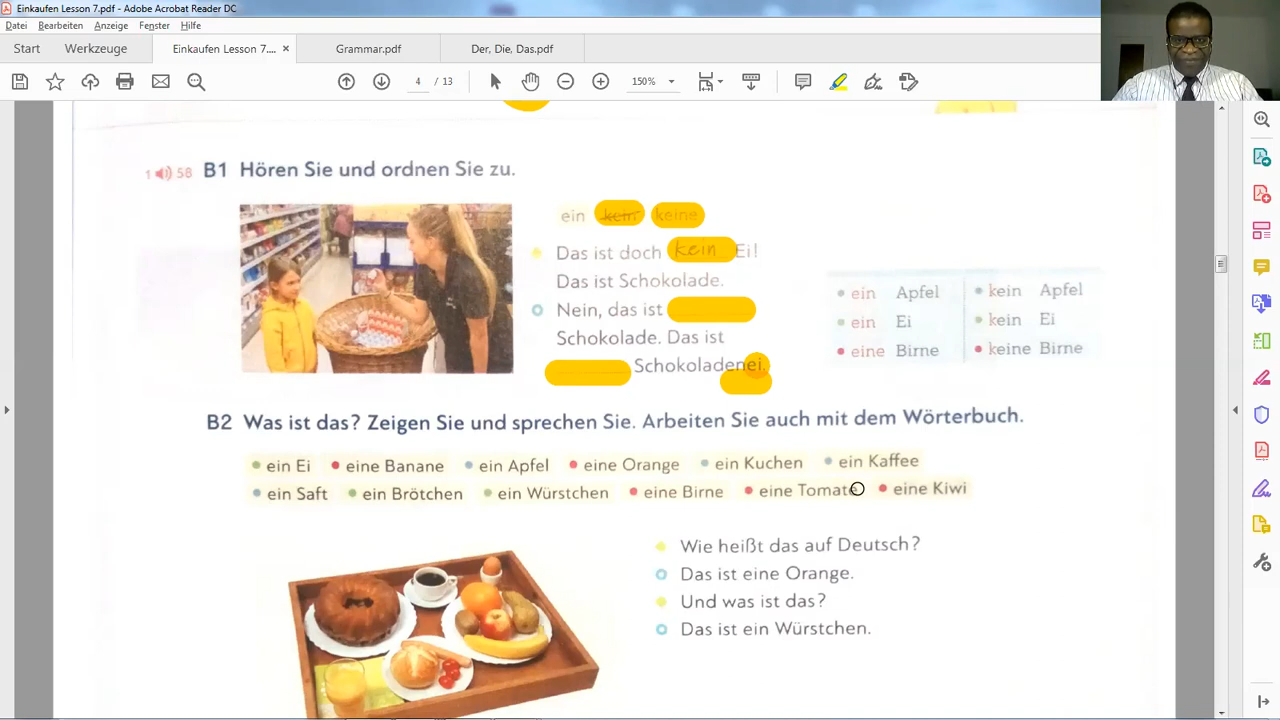 Einkaufen Lesson 7.pdf - Adobe Acrobat Reader DC
Datei Bearbeiten Anzeige Fenster Hilfe
Start Werkzeuge Einkaufen Lesson 7.... × Grammar.pdf Der, Die, Das.pdf
4 / 13 150%
1 58 B1 Hören Sie und ordnen Sie zu.
ein kein keine
Das ist doch kein Ei!
Das ist Schokolade.
Nein, das ist
Schokolade. Das ist
Schokoladenei.
ein Apfel kein Apfel
ein Ei kein Ei
eine Birne keine Birne
B2 Was ist das? Zeigen Sie und sprechen Sie. Arbeiten Sie auch mit dem Wörterbuch.
ein Ei eine Banane ein Apfel eine Orange ein Kuchen ein Kaffee
ein Saft ein Brötchen ein Würstchen eine Birne eine Tomate eine Kiwi
Wie heißt das auf Deutsch?
Das ist eine Orange.
Und was ist das?
Das ist ein Würstchen.